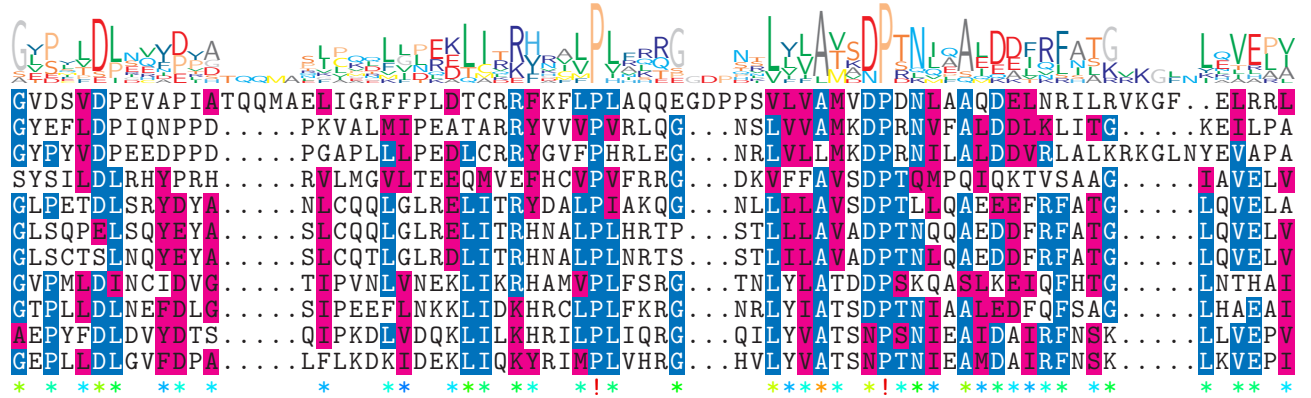 GVDSVDPEVAPIATQQMAELIGRFFPLDTCRRFKFLPLAQQEGDPPSVLVAMVDPDNLAAQDELNRILRVKGF..ELRRL
GYEFLDPIQNPPD.....PKVALMIPEATARRYVVVPVRLQG...NSLVVAMKDPRNVFALDDLKLITG.....KEILPA
GYPYVDPEEDPPD.....PGAPLLLPEDLCRRYGVFPHRLEG...NRLVLLMKDPRNILALDDVRLALKRKGLNYEVAPA
SYSILDLRHYPRH.....RVLMGVLTEEQMVEFHCVPVFRRG...DKVFFAVSDPTQMPQIQKTVSAAG.....IAVELV
GLPETDLSRYDYA.....NLCQQLGLRELITRYDALPIAKQG...NLLLLAVSDPTLLQAEEEFRFATG.....LQVELA
GLSQPELSQYEYA.....SLCQQLGLRELITRHNALPLHRTP...STLLLAVADPTNQQAEDDFRFATG.....LQVELV
GLSCTSLNQYEYA.....SLCQTLGLRDLITRHNALPLNRTS...STLILAVADPTNLQAEDDFRFATG.....LQVELV
GVPMLDINCIDVG.....TIPVNLVNEKLIKRHAMVPLFSRG...TNLYLATDDPSKQASLKEIQFHTG.....LNTHAI
GTPLLDLNEFDLG.....SIPEEFLNKKLIDKHRCLPLFKRG...NRLYIATSDPTNIAALEDFQFSAG.....LHAEAI
AEPYFDLDVYDTS.....QIPKDLVDQKLILKHRILPLIQRG...QILYVATSNPSNIEAIDAIRFNSK.....LLVEPV
GEPLLDLGVFDPA.....LFLKDKIDEKLIQKYRIMPLVHRG...HVLYVATSNPTNIEAMDAIRFNSK.....LKVEPI